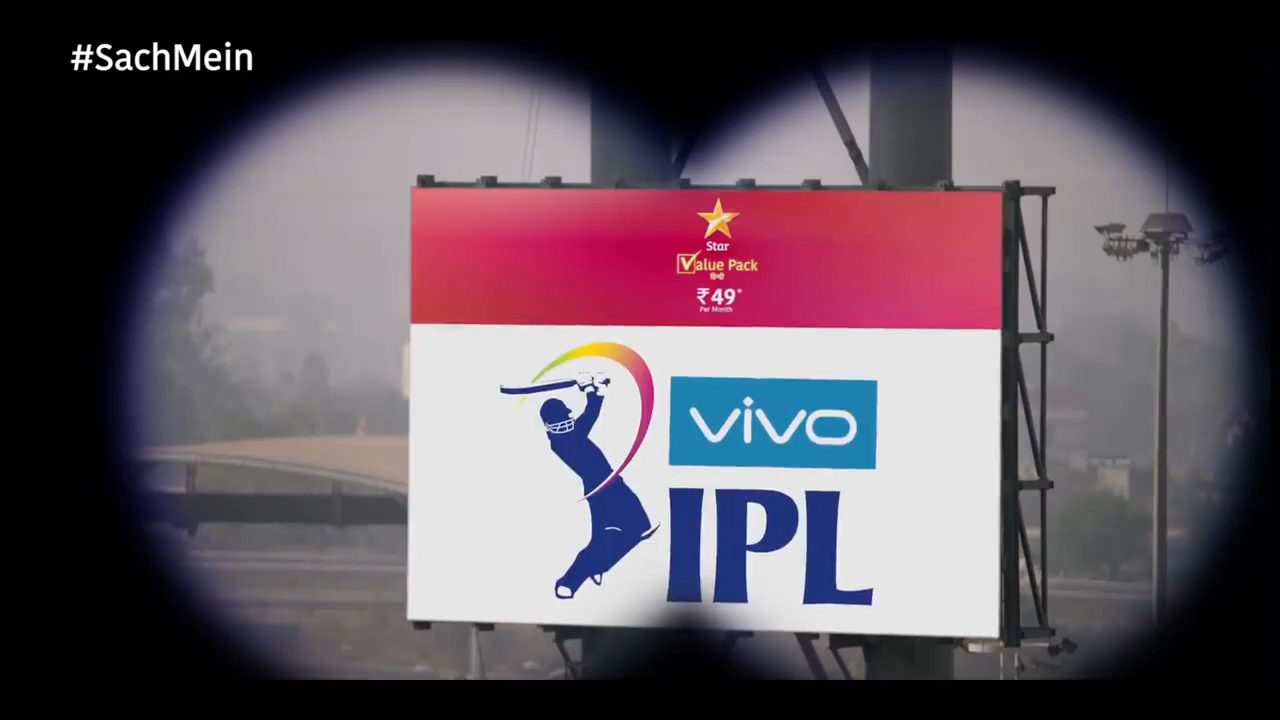 #SachMein
Star
Value Pack
हिन्दी
₹49*
Per Month
vivo
IPL